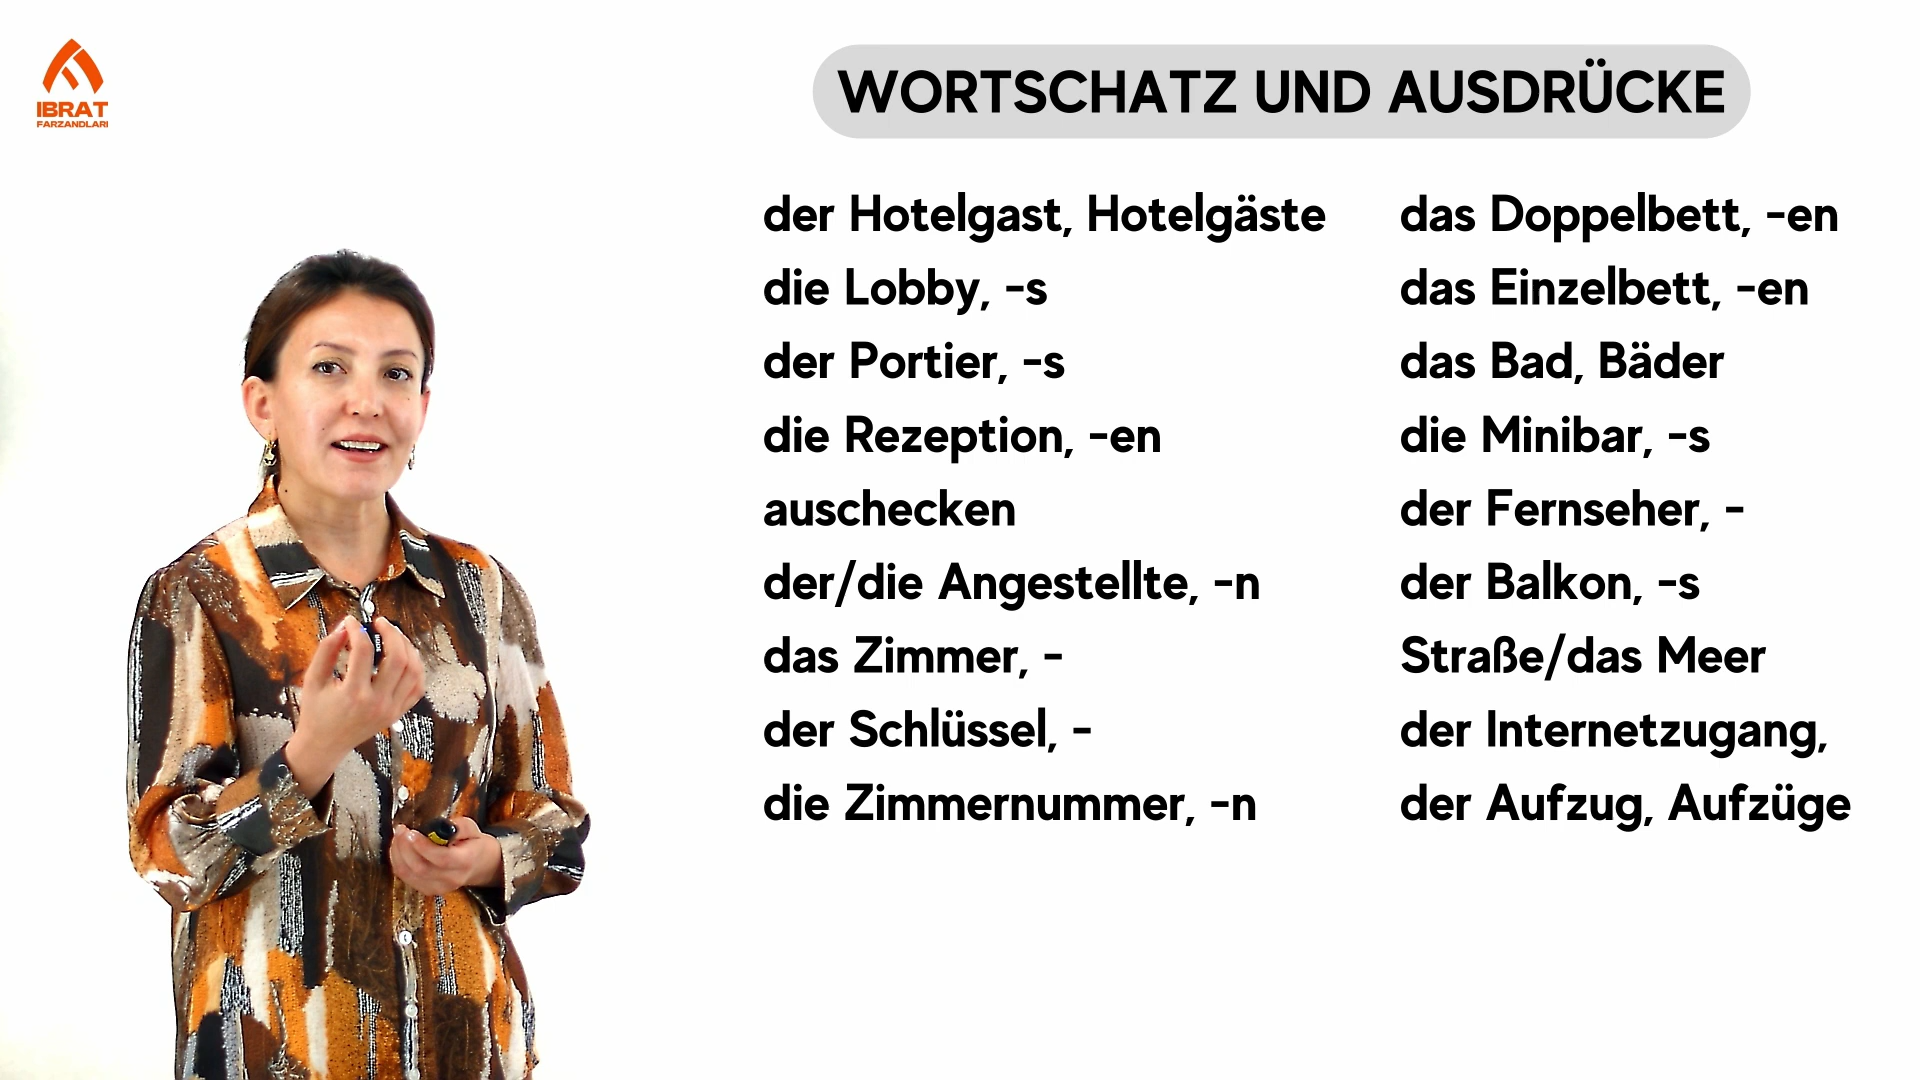 IBRAT
FARZANDLARI
WORTSCHATZ UND AUSDRÜCKE
der Hotelgast, Hotelgäste
die Lobby, -s
der Portier, -s
die Rezeption, -en
auschecken
der/die Angestellte, -n
das Zimmer, -
der Schlüssel, -
die Zimmernummer, -n
das Doppelbett, -en
das Einzelbett, -en
das Bad, Bäder
die Minibar, -s
der Fernseher, -
der Balkon, -s
Straße/das Meer
der Internetzugang,
der Aufzug, Aufzüge